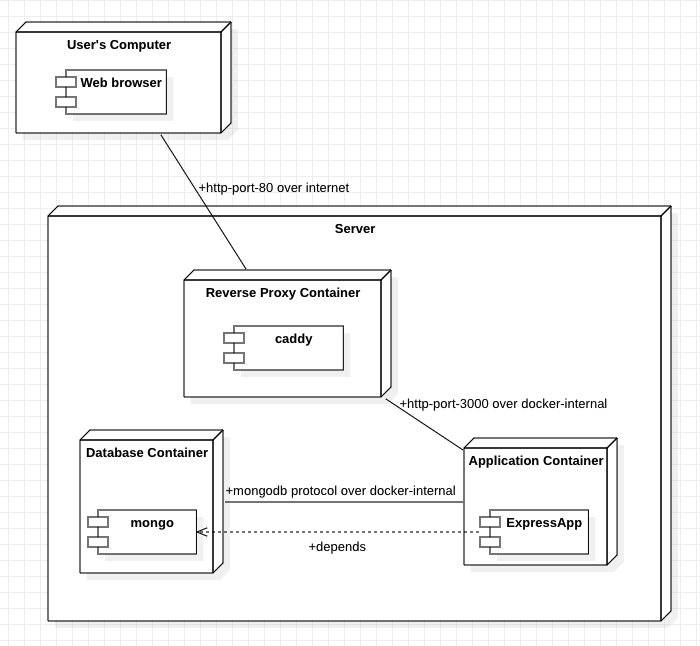 User's Computer
Web browser
+http-port-80 over internet
Server
Reverse Proxy Container
caddy
+http-port-3000 over docker-internal
Database Container
Application Container
+mongodb protocol over docker-internal
mongo
ExpressApp
+depends